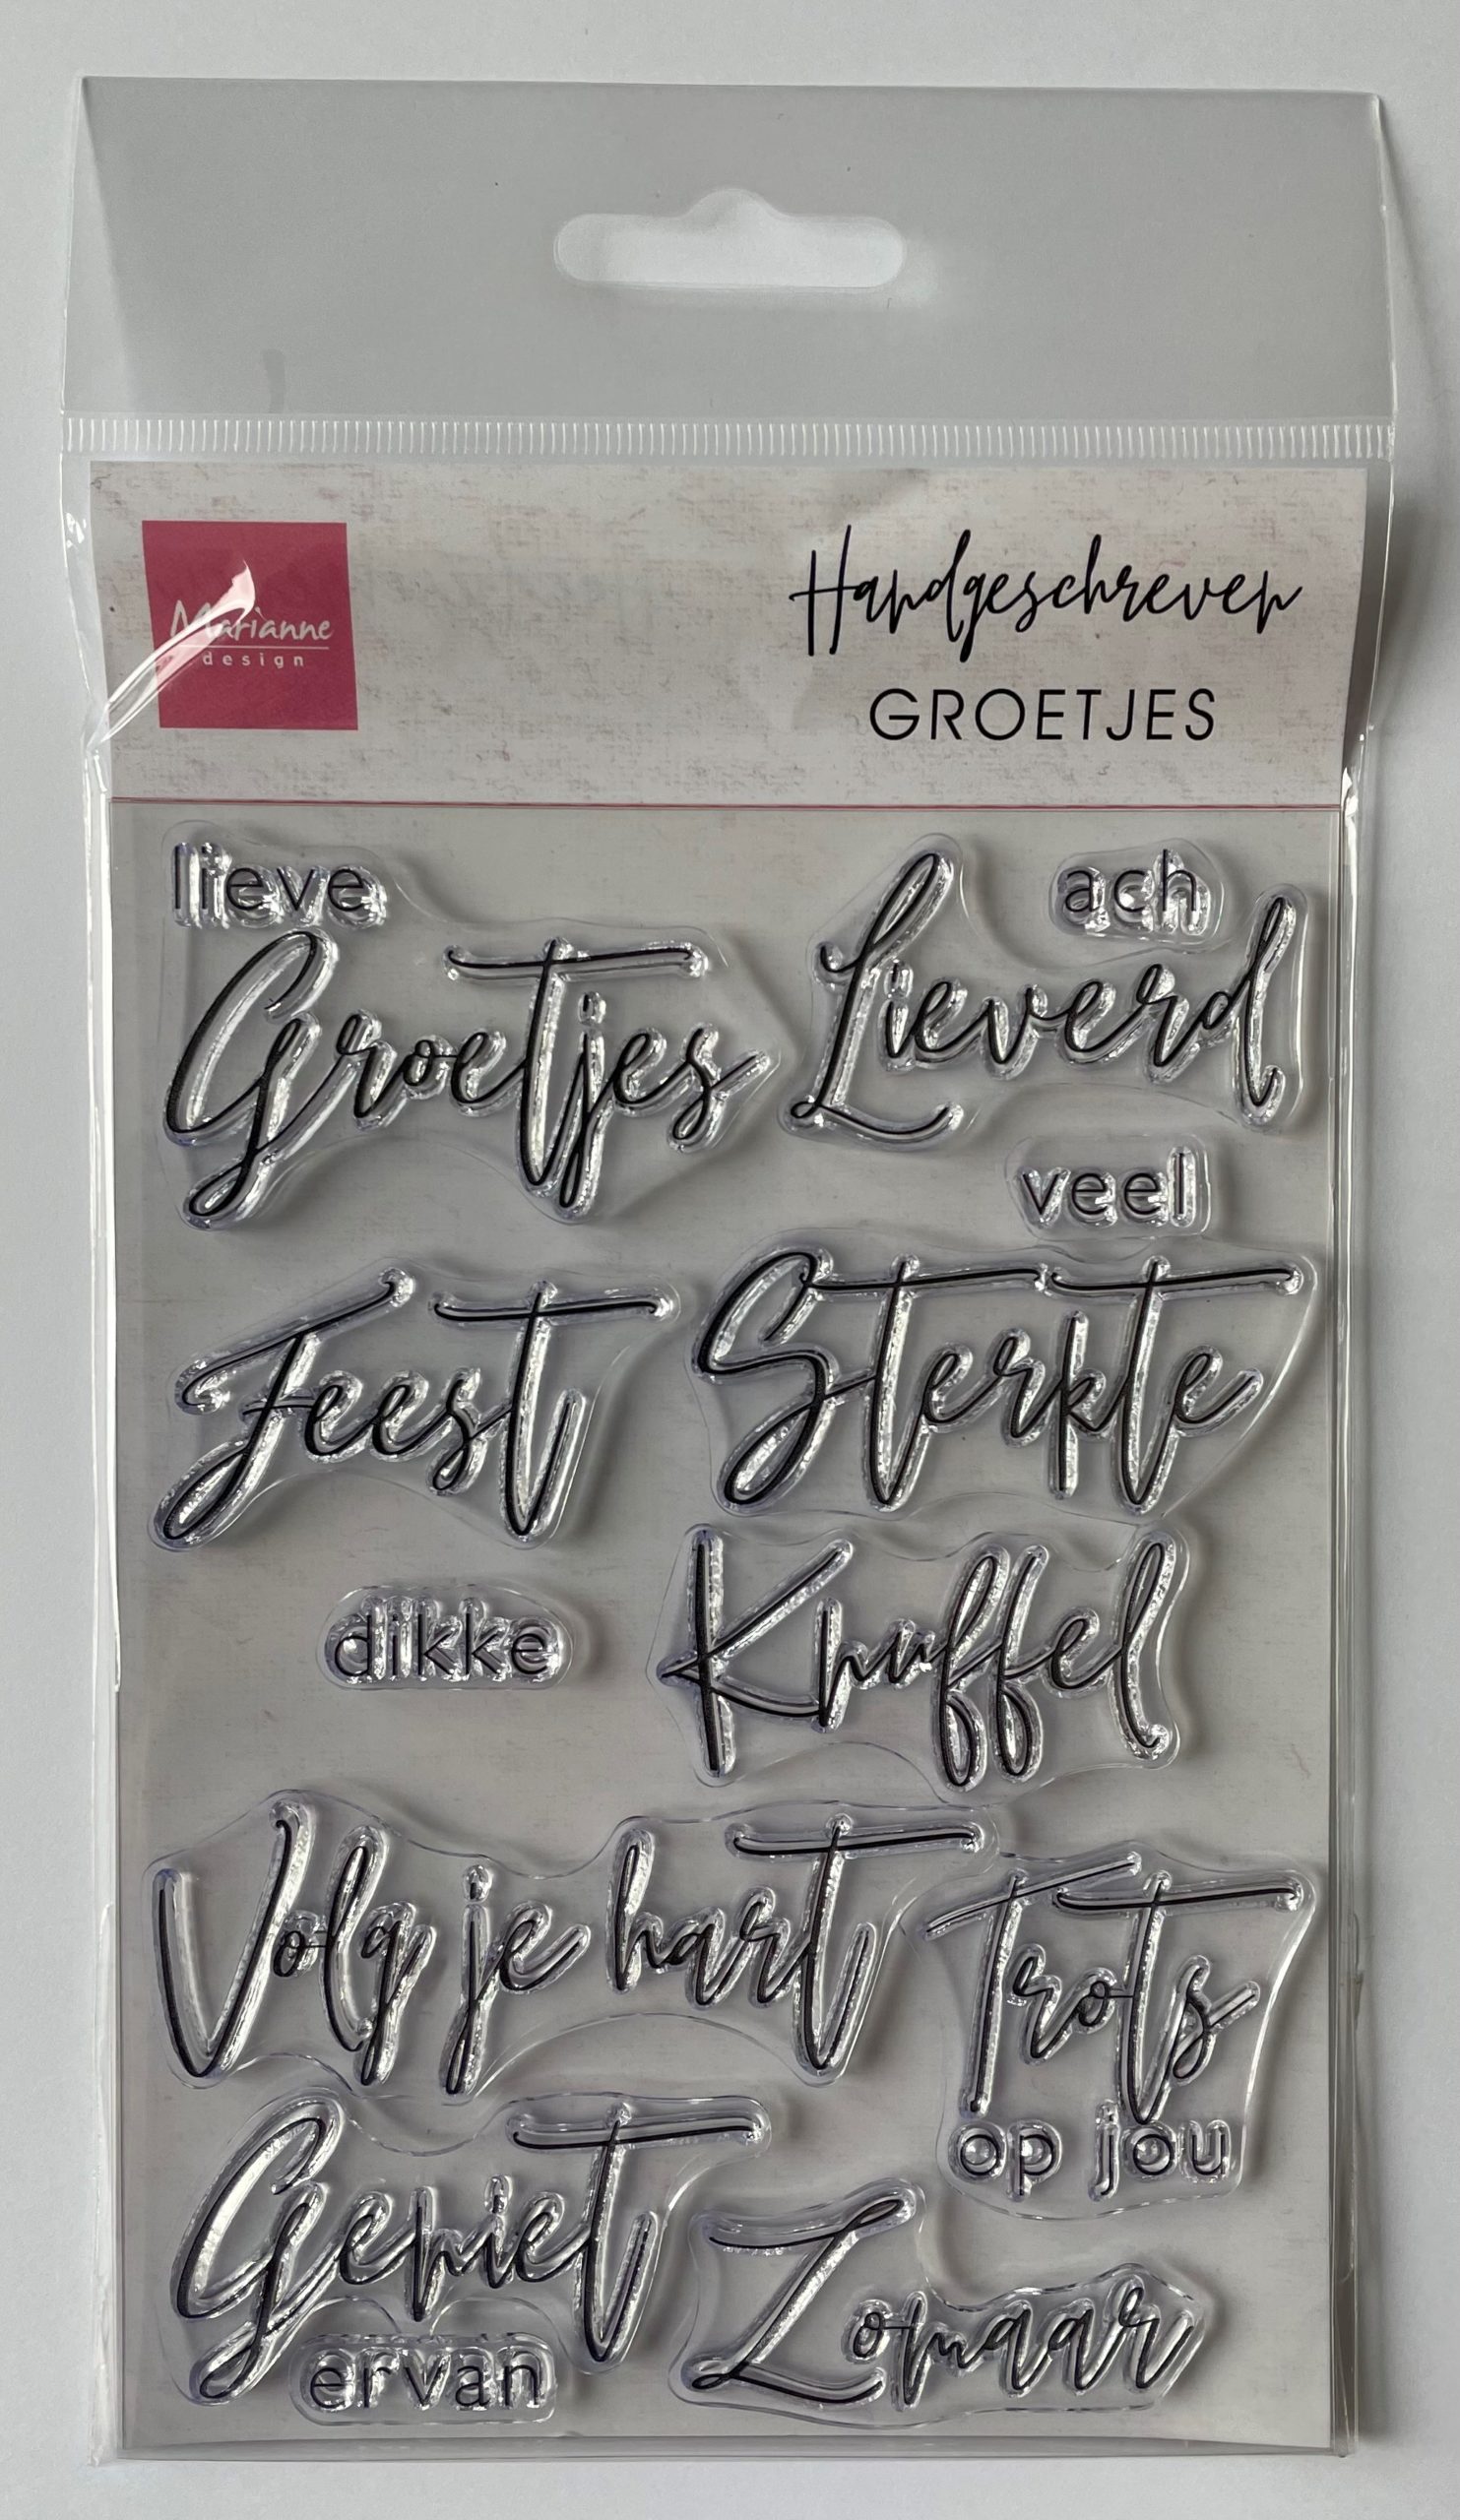 Marianne
design
Handgeschreven
GROETJES
lieve
Groetjes
ach
Lieverd
veel
Sterkte
Feest
dikke
Knuffel
Volg je hart
Trots
op jou
Geniet
ervan
Zomaar